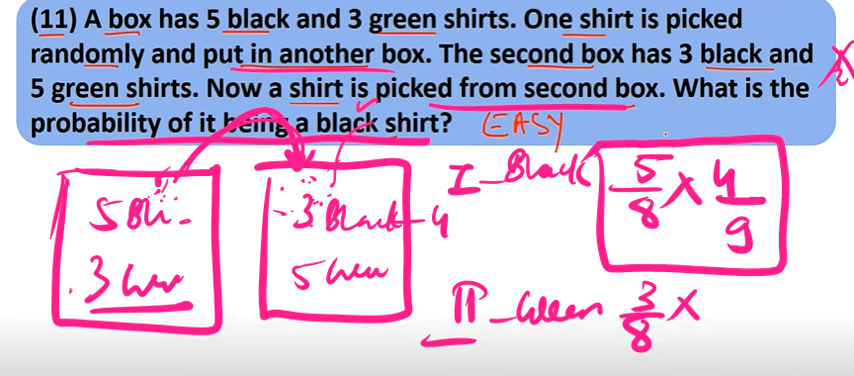 (11) A box has 5 black and 3 green shirts. One shirt is picked
randomly and put in another box. The second box has 3 black and
5 green shirts. Now a shirt is picked from second box. What is the
probability of it being a black shirt? EASY
I - Black 5/8 x 4/9
5 Bl -
3 Black - 4
3
5
II - Green 3/8 x